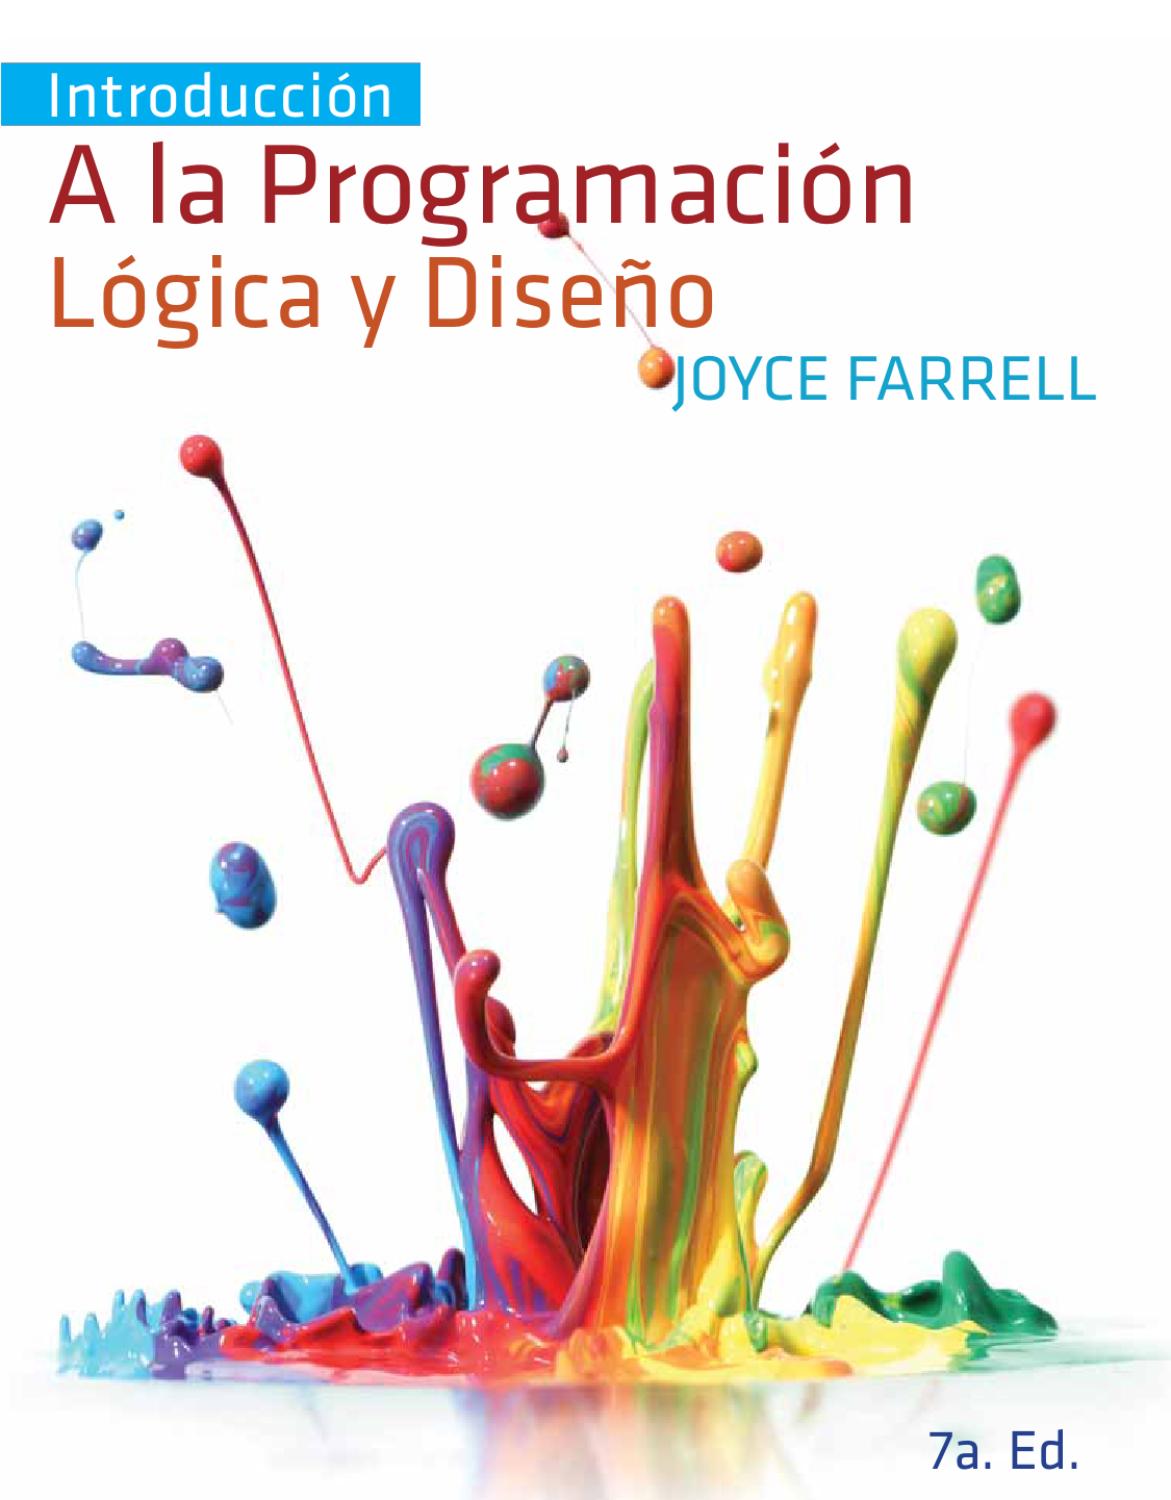 Introducción
A la Programación
Lógica y Diseño
JOYCE FARRELL
7a. Ed.